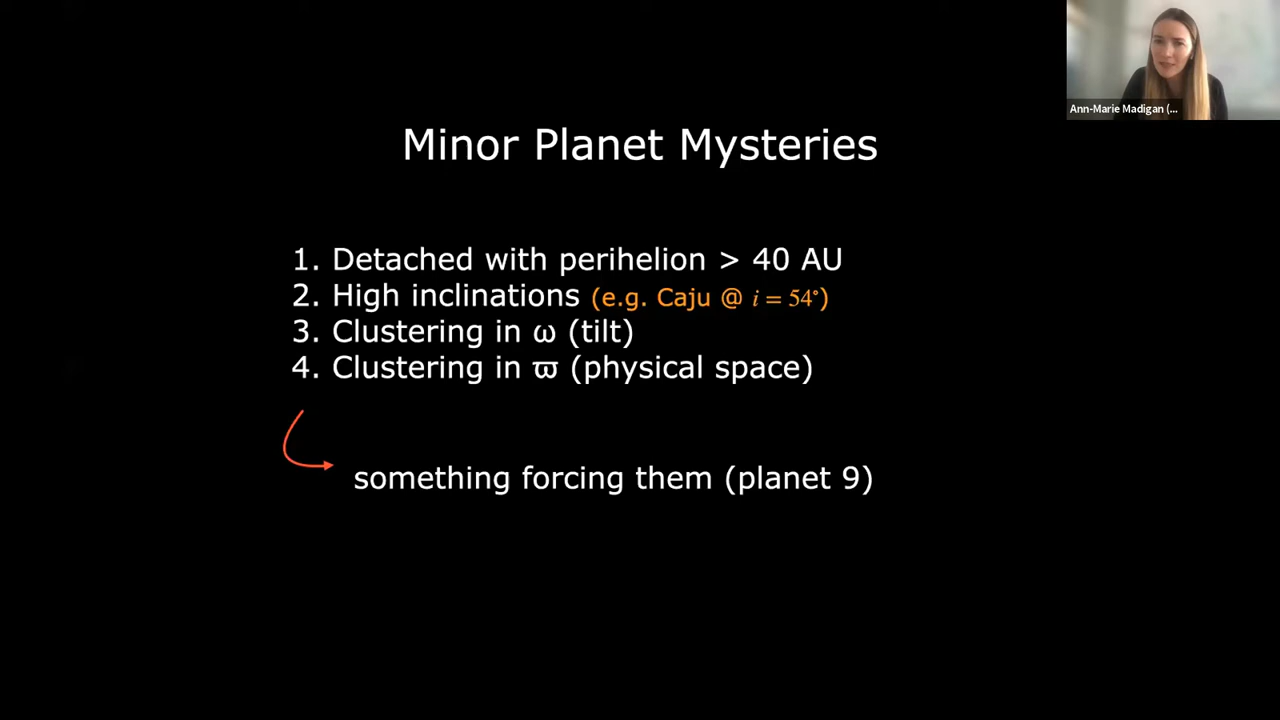 Ann-Marie Madigan (...
Minor Planet Mysteries
1. Detached with perihelion > 40 AU
2. High inclinations (e.g. Caju @ i = 54°)
3. Clustering in ω (tilt)
4. Clustering in ϖ (physical space)
something forcing them (planet 9)